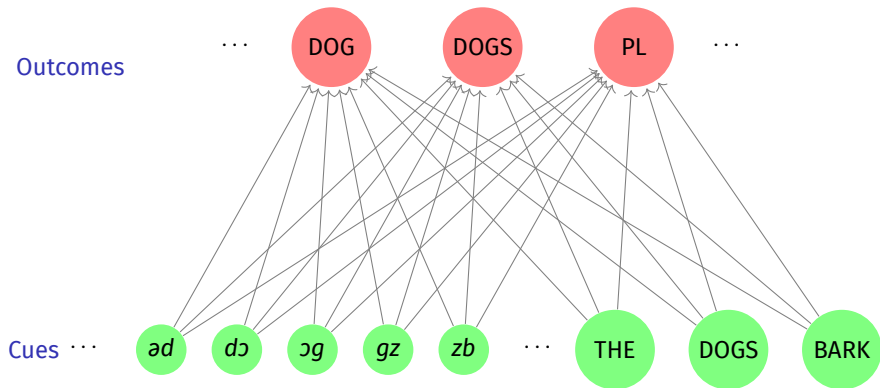 ··· DOG DOGS PL ···
Outcomes
Cues ··· əd dɔ ɔg gz zb ··· THE DOGS BARK